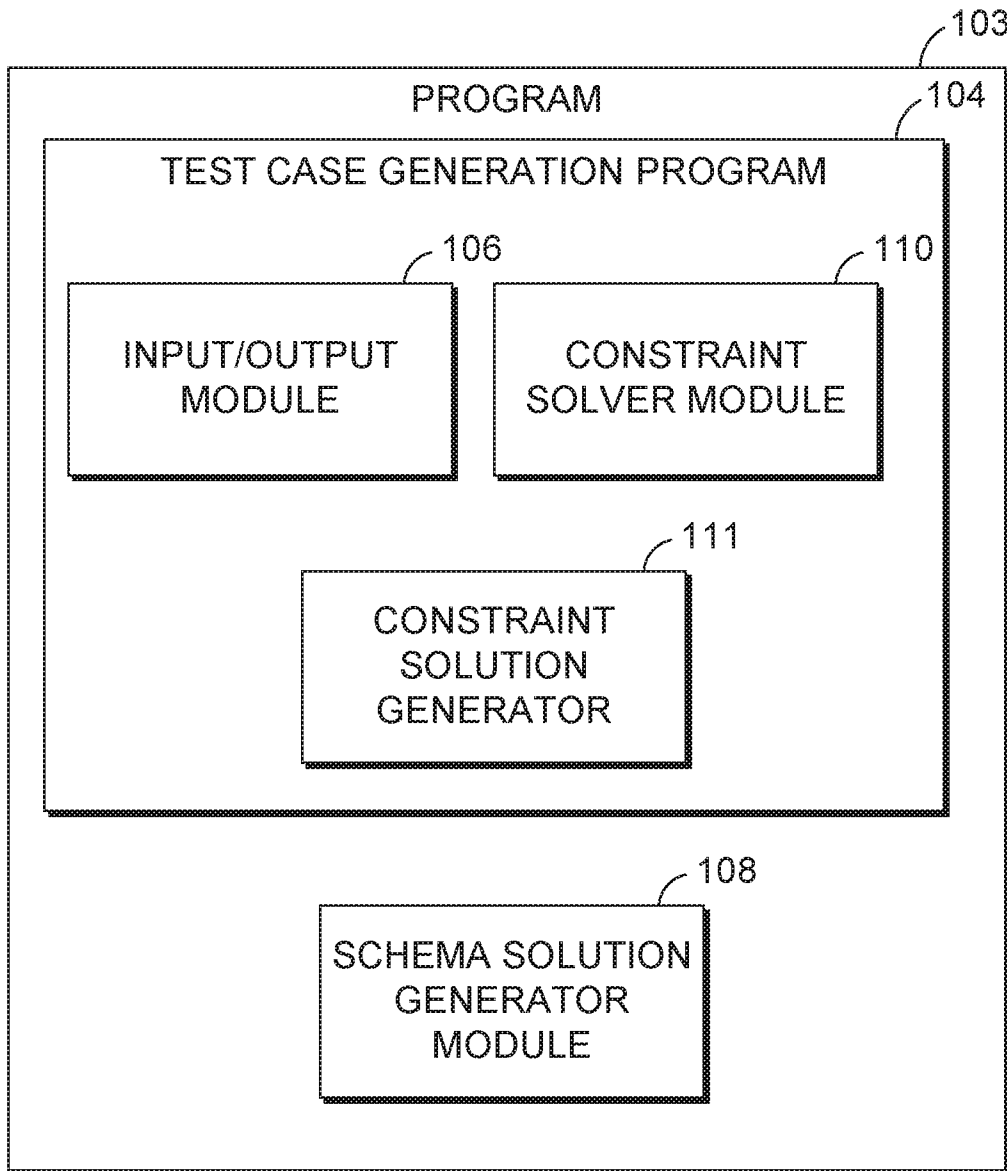 103
PROGRAM
104
TEST CASE GENERATION PROGRAM
106
110
INPUT/OUTPUT
MODULE
CONSTRAINT
SOLVER MODULE
111
CONSTRAINT
SOLUTION
GENERATOR
108
SCHEMA SOLUTION
GENERATOR
MODULE